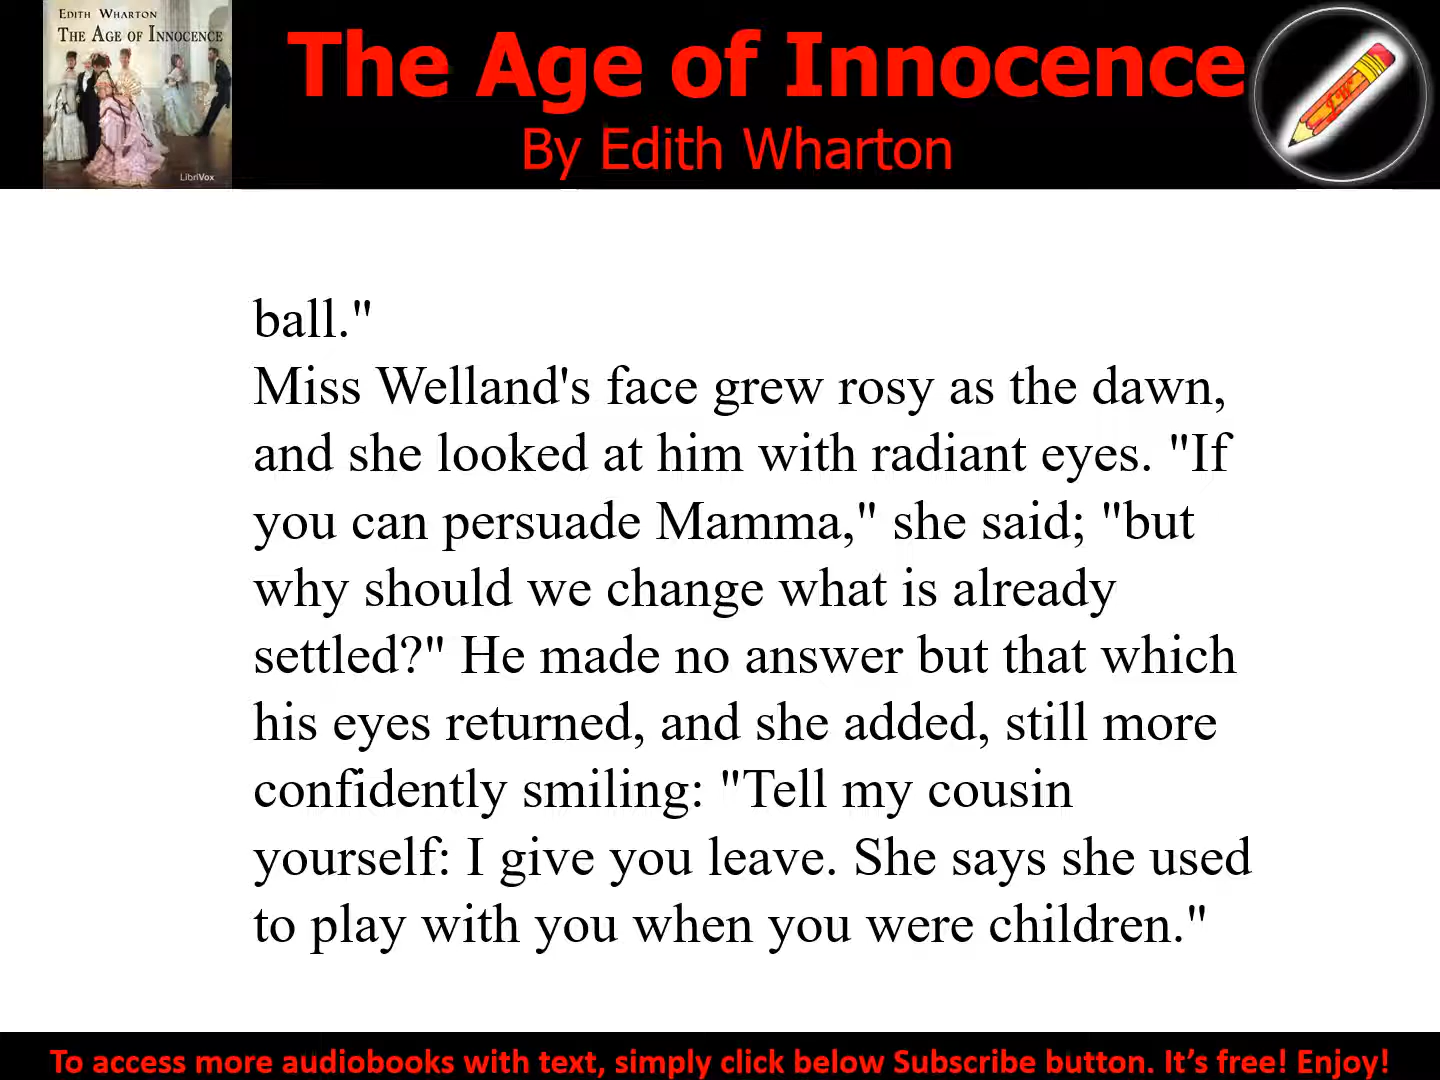 EDITH WHARTON
THE AGE OF INNOCENCE
LibriVox
The Age of Innocence
By Edith Wharton
ball."
Miss Welland's face grew rosy as the dawn,
and she looked at him with radiant eyes. "If
you can persuade Mamma," she said; "but
why should we change what is already
settled?" He made no answer but that which
his eyes returned, and she added, still more
confidently smiling: "Tell my cousin
yourself: I give you leave. She says she used
to play with you when you were children."
To access more audiobooks with text, simply click below Subscribe button. It’s free! Enjoy!